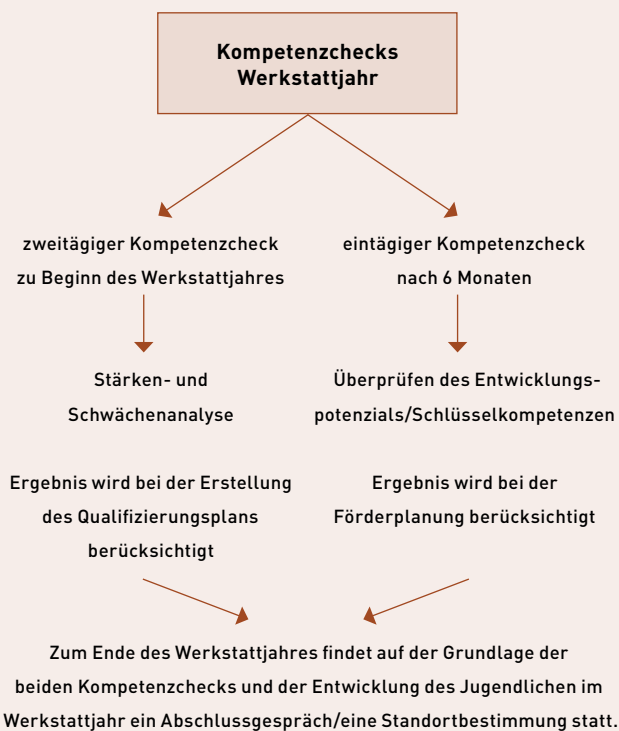 Kompetenzchecks
Werkstattjahr
zweitägiger Kompetenzcheck
zu Beginn des Werkstattjahres
Stärken- und
Schwächenanalyse
Ergebnis wird bei der Erstellung
des Qualifizierungsplans
berücksichtigt
eintägiger Kompetenzcheck
nach 6 Monaten
Überprüfen des Entwicklungs-
potenzials/Schlüsselkompetenzen
Ergebnis wird bei der
Förderplanung berücksichtigt
Zum Ende des Werkstattjahres findet auf der Grundlage der
beiden Kompetenzchecks und der Entwicklung des Jugendlichen im
Werkstattjahr ein Abschlussgespräch/eine Standortbestimmung statt.